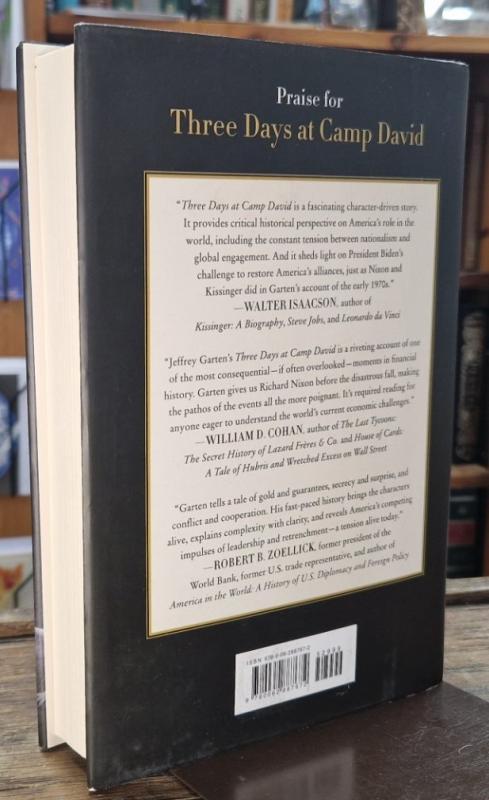 Praise for
Three Days at Camp David
"Three Days at Camp David is a fascinating character-driven story.
It provides critical historical perspective on America's role in the
world, including the constant tension between nationalism and
global engagement. And it sheds light on President Biden's
challenge to restore America's alliances, just as Nixon and
Kissinger did in Garten's account of the early 1970s."
—WALTER ISAACSON, author of
Kissinger: A Biography, Steve Jobs, and Leonardo da Vinci
"Jeffrey Garten's Three Days at Camp David is a riveting account of one
of the most consequential—if often overlooked—moments in financial
history. Garten gives us Richard Nixon before the disastrous fall, making
the pathos of the events all the more poignant. It's required reading for
anyone eager to understand the world's current economic challenges."
—WILLIAM D. COHAN, author of The Last Tycoons:
The Secret History of Lazard Frères & Co. and House of Cards:
A Tale of Hubris and Wretched Excess on Wall Street
"Garten tells a tale of gold and guarantees, secrecy and surprise, and
conflict and cooperation. His fast-paced history brings the characters
alive, explains complexity with clarity, and reveals America's competing
impulses of leadership and retrenchment—a tension alive today."
—ROBERT B. ZOELLICK, former president of the
World Bank, former U.S. trade representative, and author of
America in the World: A History of U.S. Diplomacy and Foreign Policy
ISBN 978-0-06-288767-2